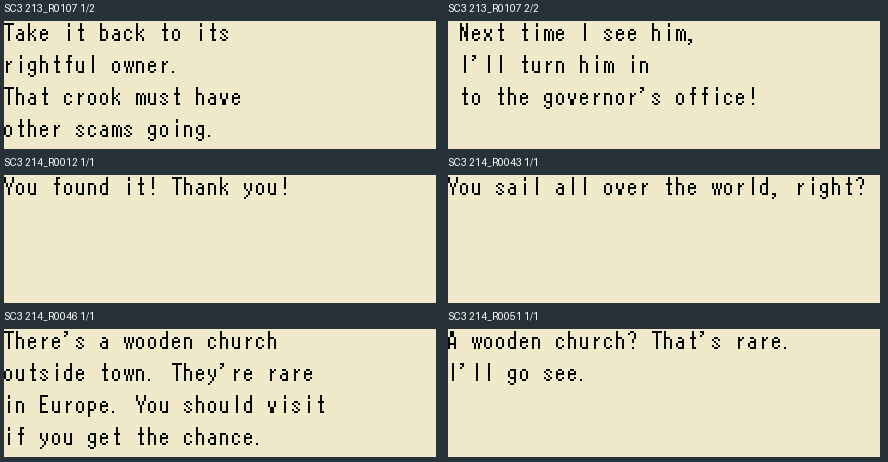 SC3 213_R0107 1/2
Take it back to its
rightful owner.
That crook must have
other scams going.
SC3 213_R0107 2/2
Next time I see him,
I'll turn him in
to the governor's office!
SC3 214_R0012 1/1
You found it! Thank you!
SC3 214_R0043 1/1
You sail all over the world, right?
SC3 214_R0046 1/1
There's a wooden church
outside town. They're rare
in Europe. You should visit
if you get the chance.
SC3 214_R0051 1/1
A wooden church? That's rare.
I'll go see.